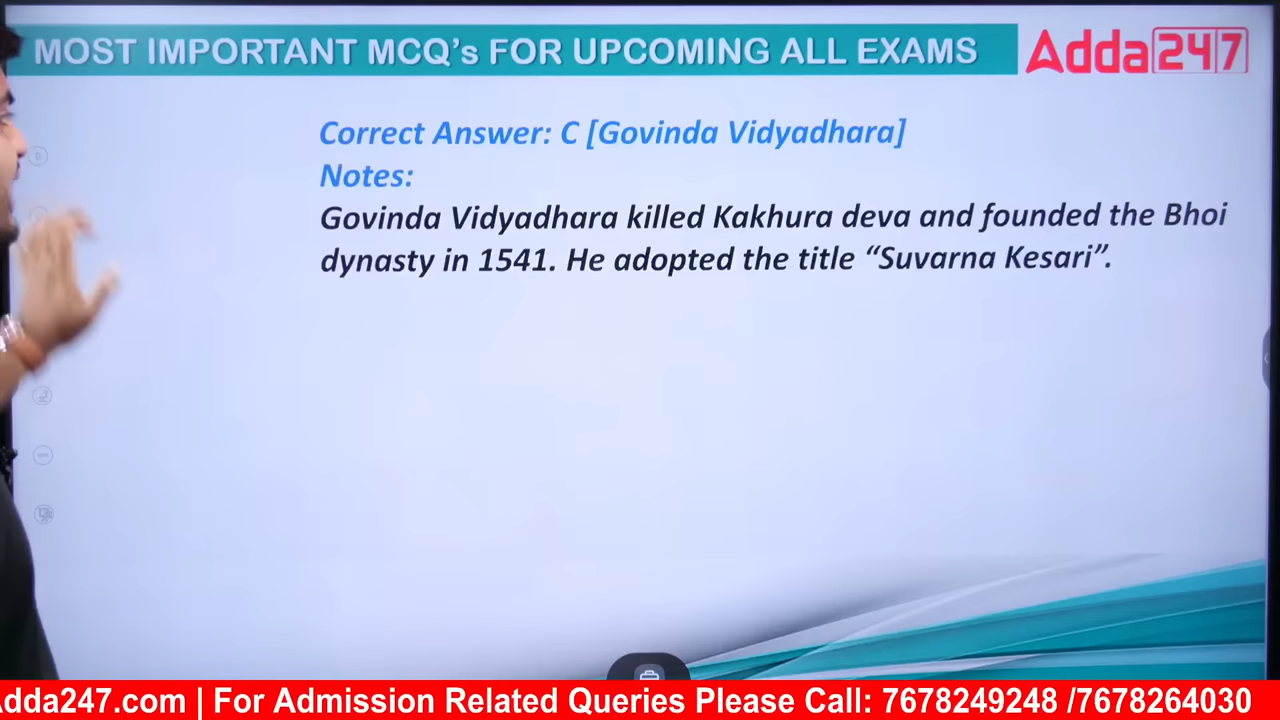 MOST IMPORTANT MCQ's FOR UPCOMING ALL EXAMS
Adda247
Correct Answer: C [Govinda Vidyadhara]
Notes:
Govinda Vidyadhara killed Kakhura deva and founded the Bhoi
dynasty in 1541. He adopted the title “Suvarna Kesari”.
Adda247.com | For Admission Related Queries Please Call: 7678249248 /7678264030